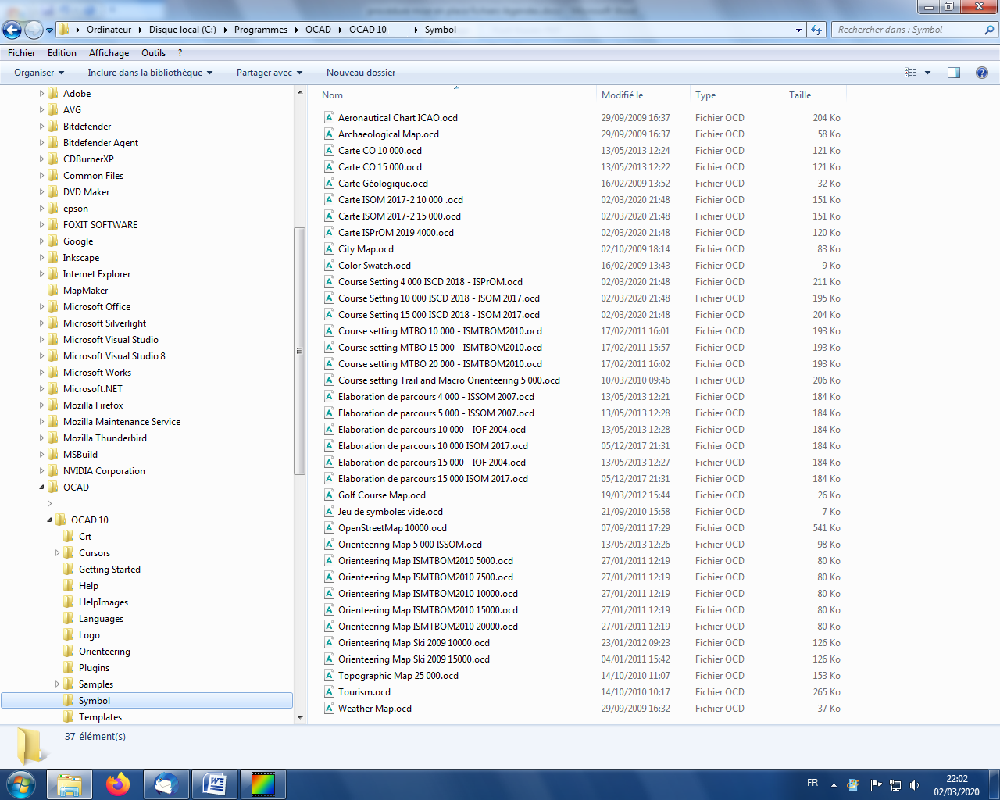 Ordinateur Disque local (C:) Programmes OCAD OCAD 10 Symbol Rechercher dans : Symbol
Fichier Edition Affichage Outils ?
Organiser Inclure dans la bibliothèque Partager avec Nouveau dossier
Adobe
AVG
Bitdefender
Bitdefender Agent
CDBurnerXP
Common Files
DVD Maker
epson
FOXIT SOFTWARE
Google
Inkscape
Internet Explorer
MapMaker
Microsoft Office
Microsoft Silverlight
Microsoft Visual Studio
Microsoft Visual Studio 8
Microsoft Works
Microsoft.NET
Mozilla Firefox
Mozilla Maintenance Service
Mozilla Thunderbird
MSBuild
NVIDIA Corporation
OCAD
OCAD 10
Crt
Cursors
Getting Started
Help
HelpImages
Languages
Logo
Orienteering
Plugins
Samples
Symbol
Templates
Nom Modifié le Type Taille
Aeronautical Chart ICAO.ocd 29/09/2009 16:37 Fichier OCD 204 Ko
Archaeological Map.ocd 29/09/2009 16:37 Fichier OCD 58 Ko
Carte CO 10 000.ocd 13/05/2013 12:24 Fichier OCD 121 Ko
Carte CO 15 000.ocd 13/05/2013 12:22 Fichier OCD 121 Ko
Carte Géologique.ocd 16/02/2009 13:52 Fichier OCD 32 Ko
Carte ISOM 2017-2 10 000 .ocd 02/03/2020 21:48 Fichier OCD 151 Ko
Carte ISOM 2017-2 15 000.ocd 02/03/2020 21:48 Fichier OCD 151 Ko
Carte ISPrOM 2019 4000.ocd 02/03/2020 21:48 Fichier OCD 120 Ko
City Map.ocd 02/10/2009 18:14 Fichier OCD 83 Ko
Color Swatch.ocd 16/02/2009 13:43 Fichier OCD 9 Ko
Course Setting 4 000 ISCD 2018 - ISPrOM.ocd 02/03/2020 21:48 Fichier OCD 211 Ko
Course Setting 10 000 ISCD 2018 - ISOM 2017.ocd 02/03/2020 21:48 Fichier OCD 195 Ko
Course Setting 15 000 ISCD 2018 - ISOM 2017.ocd 02/03/2020 21:48 Fichier OCD 204 Ko
Course setting MTBO 10 000 - ISMTBOM2010.ocd 17/02/2011 16:01 Fichier OCD 193 Ko
Course setting MTBO 15 000 - ISMTBOM2010.ocd 17/02/2011 15:57 Fichier OCD 193 Ko
Course setting MTBO 20 000 - ISMTBOM2010.ocd 17/02/2011 16:02 Fichier OCD 193 Ko
Course setting Trail and Macro Orienteering 5 000.ocd 10/03/2010 09:46 Fichier OCD 206 Ko
Elaboration de parcours 4 000 - ISSOM 2007.ocd 13/05/2013 12:21 Fichier OCD 184 Ko
Elaboration de parcours 5 000 - ISSOM 2007.ocd 13/05/2013 12:28 Fichier OCD 184 Ko
Elaboration de parcours 10 000 - IOF 2004.ocd 13/05/2013 12:28 Fichier OCD 184 Ko
Elaboration de parcours 10 000 ISOM 2017.ocd 05/12/2017 21:31 Fichier OCD 184 Ko
Elaboration de parcours 15 000 - IOF 2004.ocd 13/05/2013 12:27 Fichier OCD 184 Ko
Elaboration de parcours 15 000 ISOM 2017.ocd 05/12/2017 21:31 Fichier OCD 184 Ko
Golf Course Map.ocd 19/03/2012 15:44 Fichier OCD 26 Ko
Jeu de symboles vide.ocd 21/09/2010 15:58 Fichier OCD 7 Ko
OpenStreetMap 10000.ocd 07/09/2011 17:29 Fichier OCD 541 Ko
Orienteering Map 5 000 ISSOM.ocd 13/05/2013 12:26 Fichier OCD 98 Ko
Orienteering Map ISMTBOM2010 5000.ocd 27/01/2011 12:19 Fichier OCD 80 Ko
Orienteering Map ISMTBOM2010 7500.ocd 27/01/2011 12:19 Fichier OCD 80 Ko
Orienteering Map ISMTBOM2010 10000.ocd 27/01/2011 12:19 Fichier OCD 80 Ko
Orienteering Map ISMTBOM2010 15000.ocd 27/01/2011 12:19 Fichier OCD 80 Ko
Orienteering Map ISMTBOM2010 20000.ocd 27/01/2011 12:19 Fichier OCD 80 Ko
Orienteering Map Ski 2009 10000.ocd 23/01/2012 09:23 Fichier OCD 126 Ko
Orienteering Map Ski 2009 15000.ocd 04/01/2011 15:42 Fichier OCD 126 Ko
Topographic Map 25 000.ocd 14/10/2010 11:07 Fichier OCD 153 Ko
Tourism.ocd 14/10/2010 10:17 Fichier OCD 265 Ko
Weather Map.ocd 29/09/2009 16:32 Fichier OCD 37 Ko
37 élément(s)
FR 22:02
02/03/2020